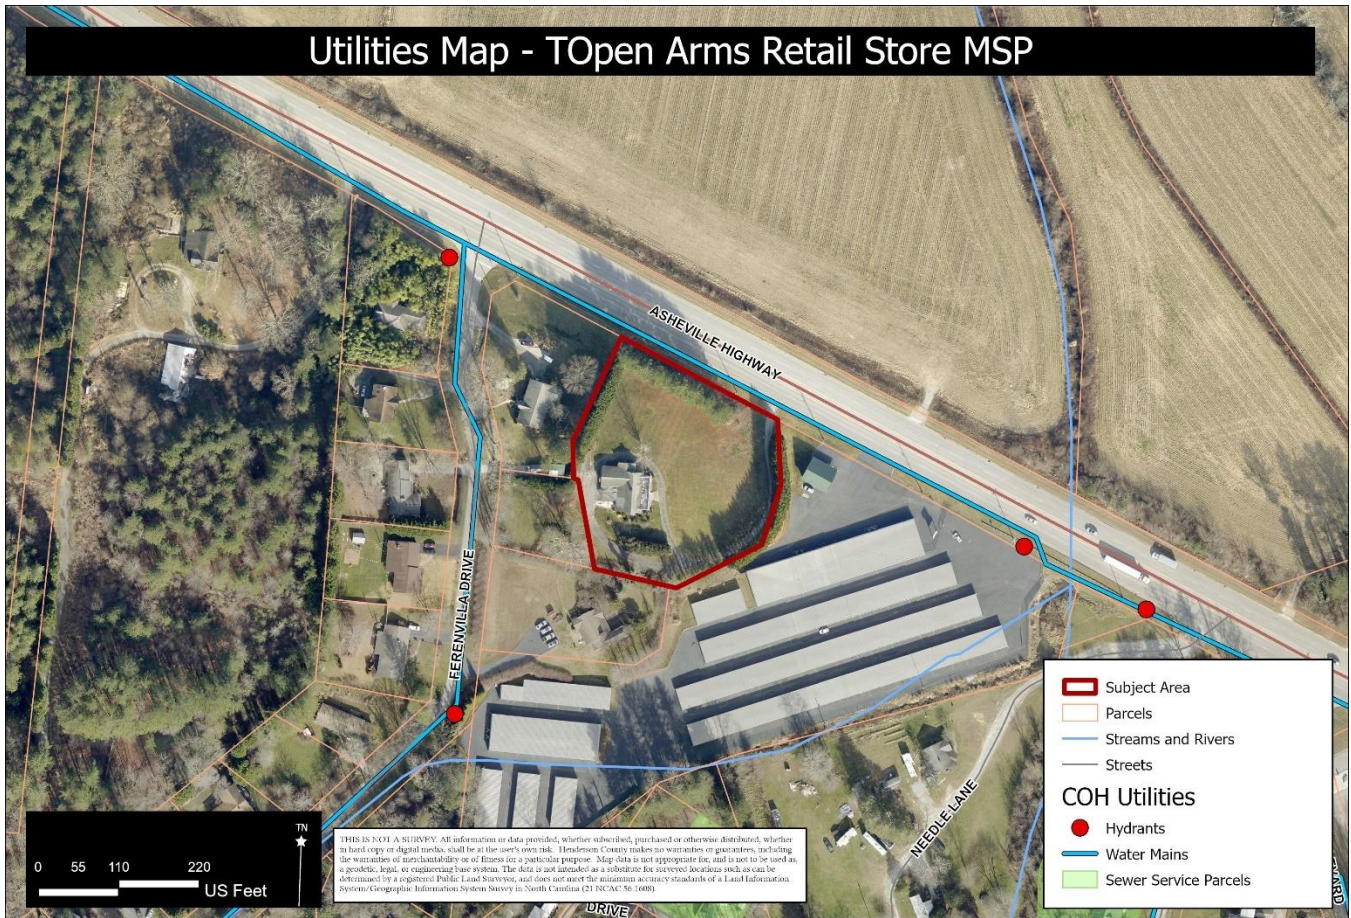 Utilities Map - TOpen Arms Retail Store MSP
ASHEVILLE HIGHWAY
FERENVILLA DRIVE
NEEDLE LANE
DRIVE
Subject Area
Parcels
Streams and Rivers
Streets
COH Utilities
Hydrants
Water Mains
Sewer Service Parcels
TN
0 55 110 220
US Feet
THIS IS NOT A SURVEY. All information or data provided, whether subscribed, purchased or otherwise distributed, whether
in hard copy or digital media, shall be at the user's own risk. Henderson County makes no warranties or guarantees, including
the warranties of merchantability or of fitness for a particular purpose. Map data is not appropriate for, and is not to be used as,
a geodetic, legal, or engineering base system. The data is not intended as a substitute for surveyed locations such as can be
determined by a registered Public Land Surveyor, and does not meet the minimum accuracy standards of a Land Information
System/Geographic Information System Survey in North Carolina (21 NCAC 56.1608).